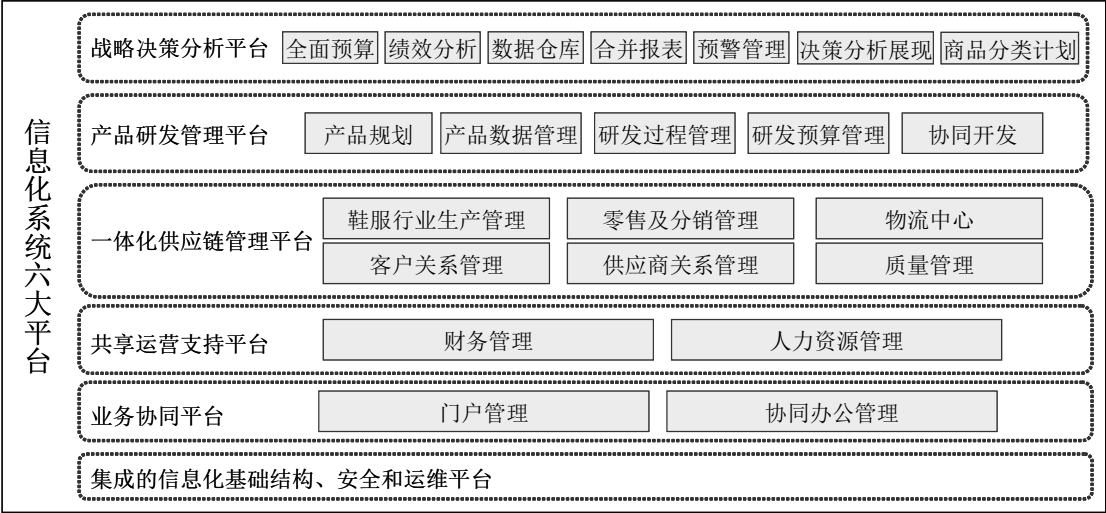 信息化系统六大平台
战略决策分析平台 全面预算 绩效分析 数据仓库 合并报表 预警管理 决策分析展现 商品分类计划
产品研发管理平台 产品规划 产品数据管理 研发过程管理 研发预算管理 协同开发
一体化供应链管理平台
鞋服行业生产管理 零售及分销管理 物流中心
客户关系管理 供应商关系管理 质量管理
共享运营支持平台 财务管理 人力资源管理
业务协同平台 门户管理 协同办公管理
集成的信息化基础结构、安全和运维平台